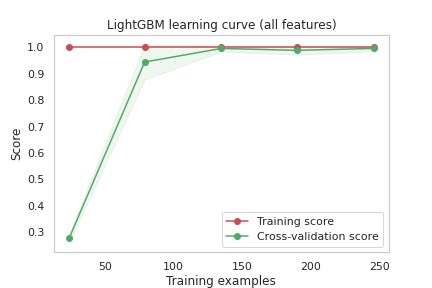 LightGBM learning curve (all features)
1.0
0.9
0.8
0.7
0.6
0.5
0.4
0.3
Score
50
100
150
200
250
Training examples
Training score
Cross-validation score